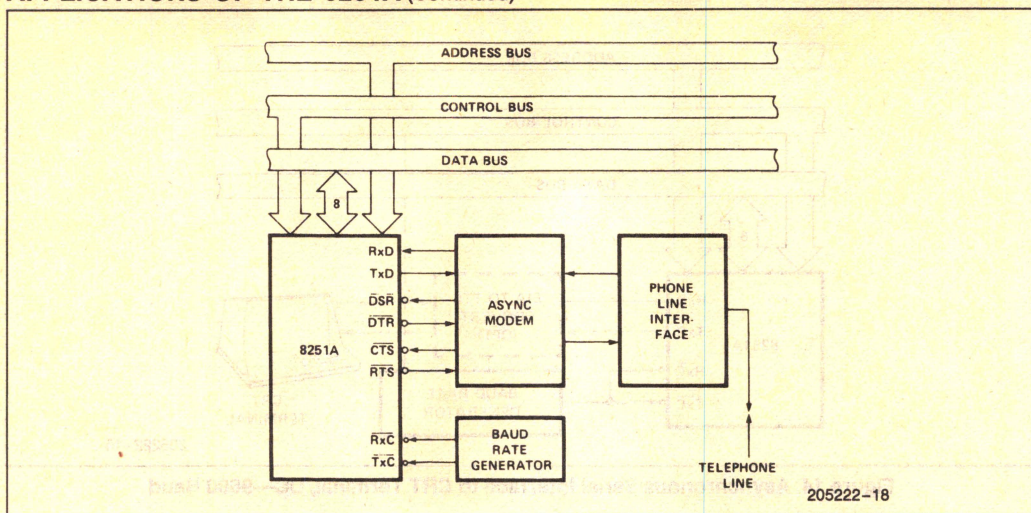 ADDRESS BUS
CONTROL BUS
DATA BUS
8
8251A
RxD
TxD
DSR
DTR
CTS
RTS
RxC
TxC
ASYNC
MODEM
BAUD
RATE
GENERATOR
PHONE
LINE
INTER-
FACE
TELEPHONE
LINE
205222-18